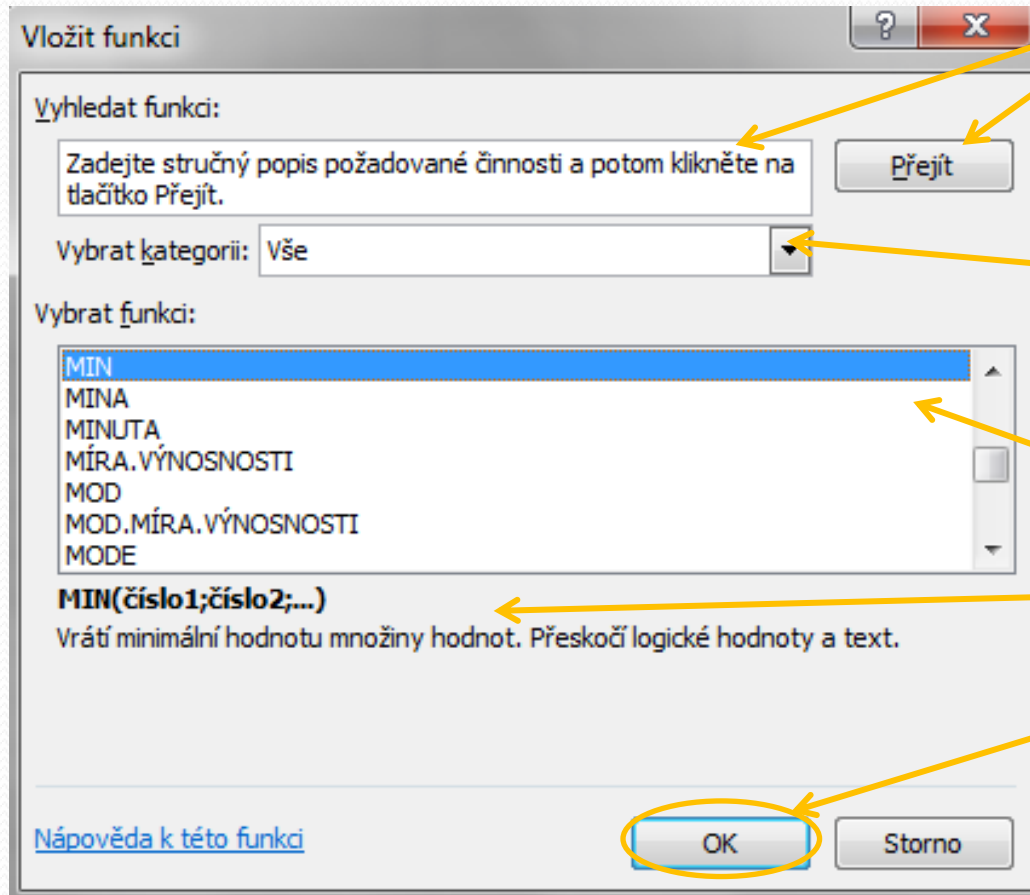 Vložit funkci
Vyhledat funkci:
Zadejte stručný popis požadované činnosti a potom klikněte na
tlačítko Přejít.
Přejít
Vybrat kategorii: Vše
Vybrat funkci:
MIN
MINA
MINUTA
MÍRA.VÝNOSNOSTI
MOD
MOD.MÍRA.VÝNOSNOSTI
MODE
MIN(číslo1;číslo2;...)
Vrátí minimální hodnotu množiny hodnot. Přeskočí logické hodnoty a text.
Nápověda k této funkci
OK
Storno